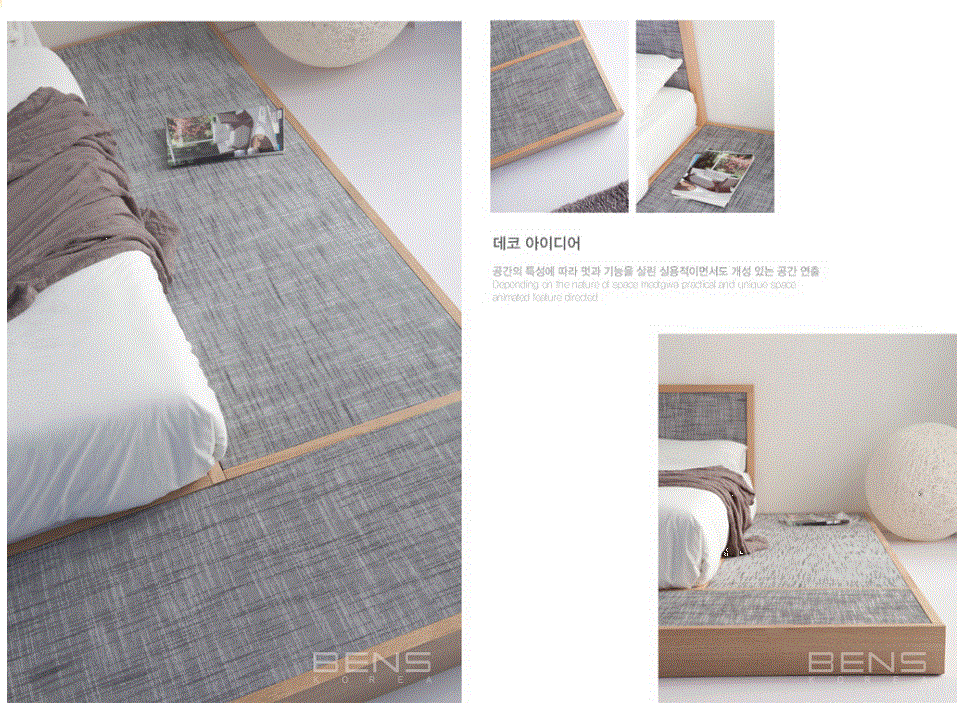 데코 아이디어
공간의 특성에 따라 멋과 기능을 살린 실용적이면서도 개성 있는 공간 연출
Depending on the nature of space meotgwa practical and unique space
animated feature directed
BENS
KOREA
BENS
KOREA